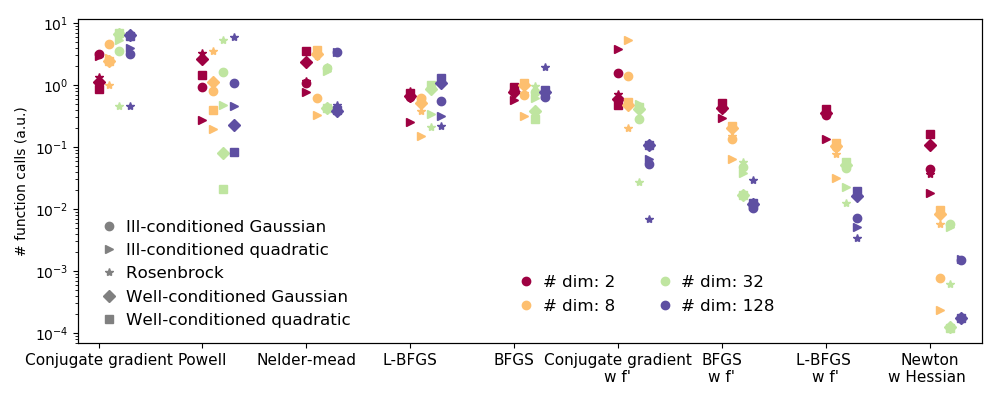 # function calls (a.u.)
10¹
10⁰
10⁻¹
10⁻²
10⁻³
10⁻⁴
Ill-conditioned Gaussian
Ill-conditioned quadratic
Rosenbrock
Well-conditioned Gaussian
Well-conditioned quadratic
# dim: 2
# dim: 8
# dim: 32
# dim: 128
Conjugate gradient
Powell
Nelder-mead
L-BFGS
BFGS
Conjugate gradient
w f'
BFGS
w f'
L-BFGS
w f'
Newton
w Hessian